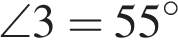 ∠3 = 55°